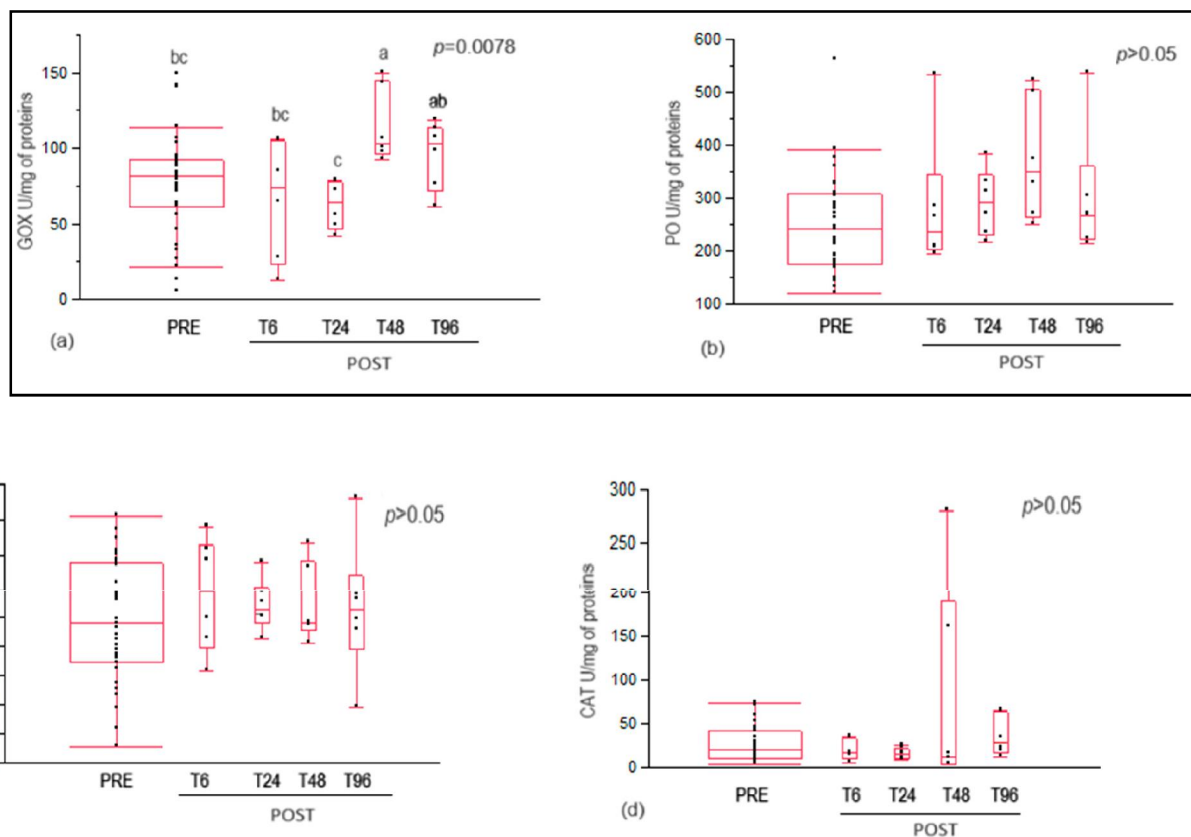 bc
a
p=0.0078
150
bc
ab
100
c
50
0
GOX U/mg of proteins
PRE
T6
T24
T48
T96
(a)
POST
600
p>0.05
500
400
300
200
100
PO U/mg of proteins
PRE
T6
T24
T48
T96
(b)
POST
p>0.05
PRE
T6
T24
T48
T96
POST
300
p>0.05
250
200
150
100
50
0
CAT U/mg of proteins
PRE
T6
T24
T48
T96
(d)
POST